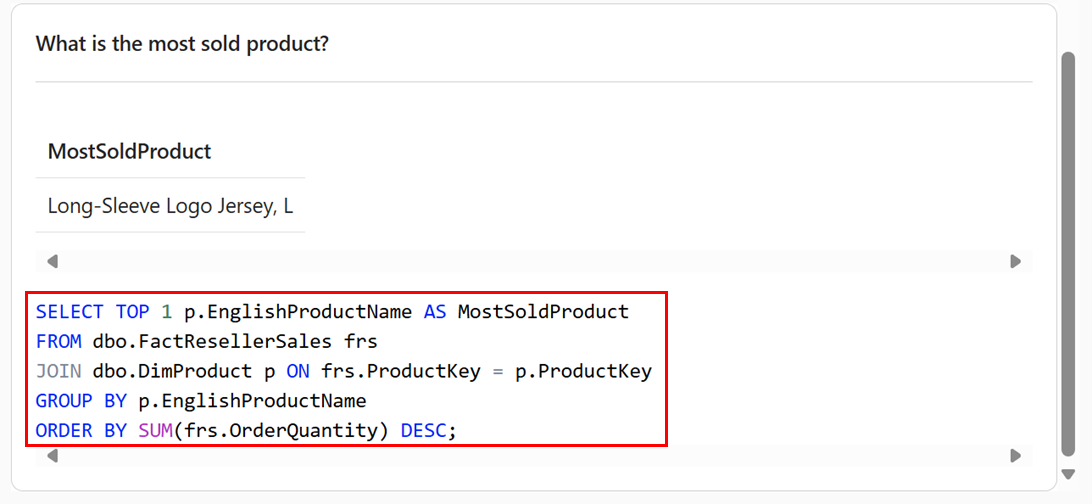 What is the most sold product?
MostSoldProduct
Long-Sleeve Logo Jersey, L
SELECT TOP 1 p.EnglishProductName AS MostSoldProduct
FROM dbo.FactResellerSales frs
JOIN dbo.DimProduct p ON frs.ProductKey = p.ProductKey
GROUP BY p.EnglishProductName
ORDER BY SUM(frs.OrderQuantity) DESC;